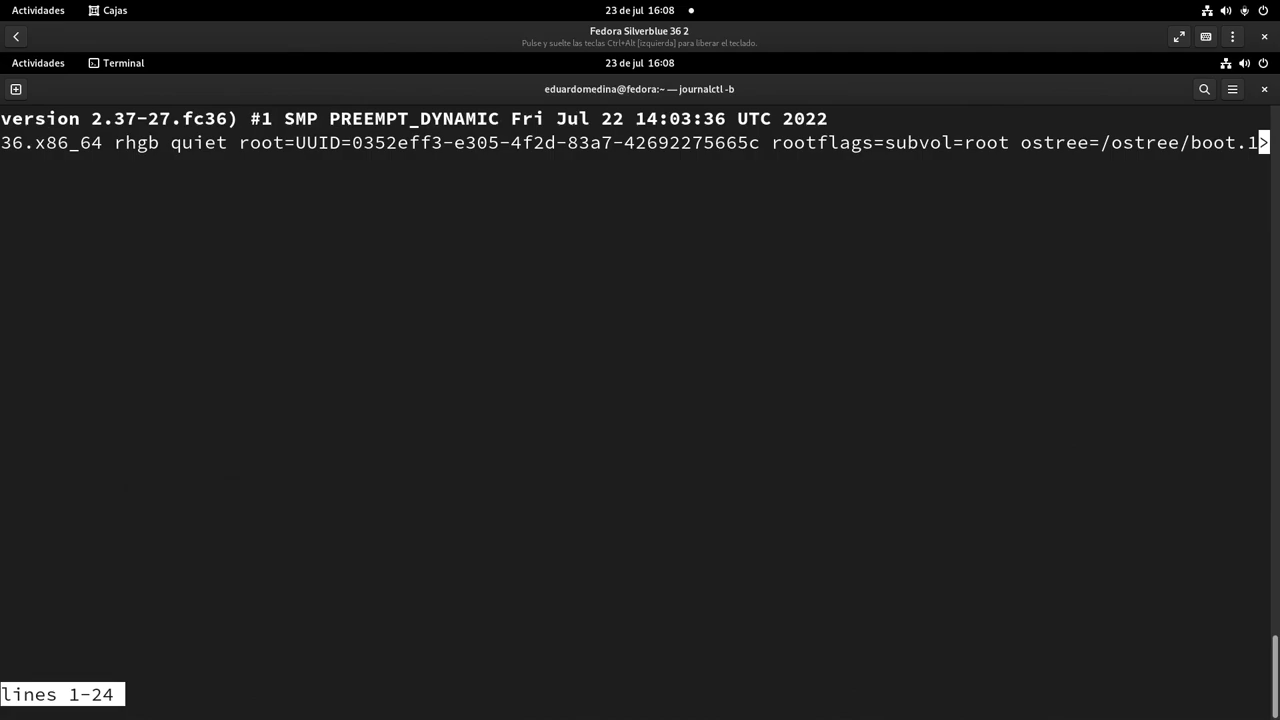 Actividades Cajas 23 de jul 16:08
Fedora Silverblue 36 2
Pulse y suelte las teclas Ctrl+Alt [izquierda] para liberar el teclado.
Actividades Terminal 23 de jul 16:08
eduardomedina@fedora:~ — journalctl -b
version 2.37-27.fc36) #1 SMP PREEMPT_DYNAMIC Fri Jul 22 14:03:36 UTC 2022
36.x86_64 rhgb quiet root=UUID=0352eff3-e305-4f2d-83a7-42692275665c rootflags=subvol=root ostree=/ostree/boot.1>
lines 1-24